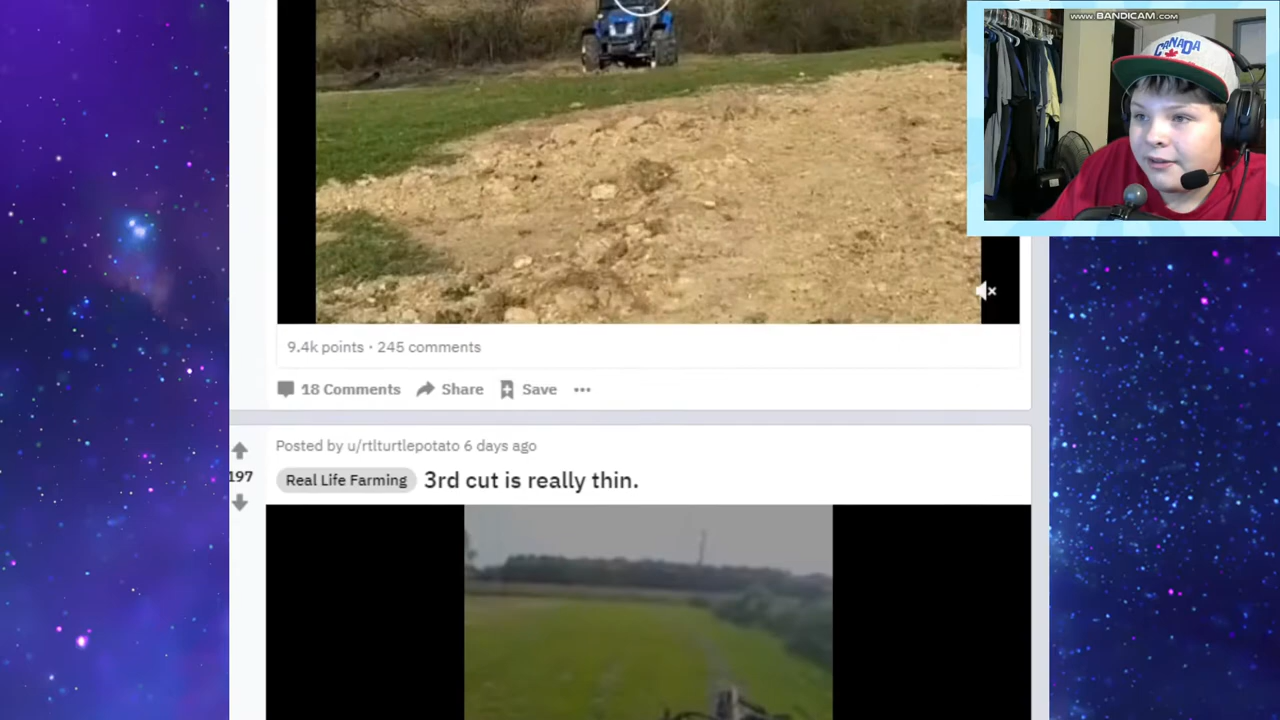 www.BANDICAM.com
CANADA
9.4k points · 245 comments
18 Comments Share Save ...
Posted by u/rtlturtlepotato 6 days ago
197
Real Life Farming 3rd cut is really thin.